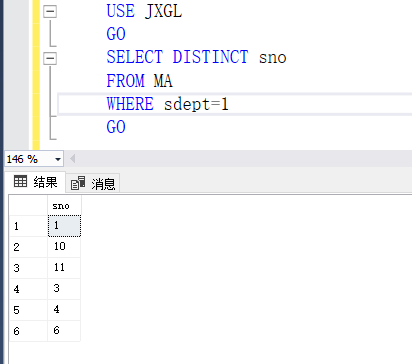 USE JXGL
GO
SELECT DISTINCT sno
FROM MA
WHERE sdept=1
GO
146 %
结果 消息
sno
1 1
2 10
3 11
4 3
5 4
6 6